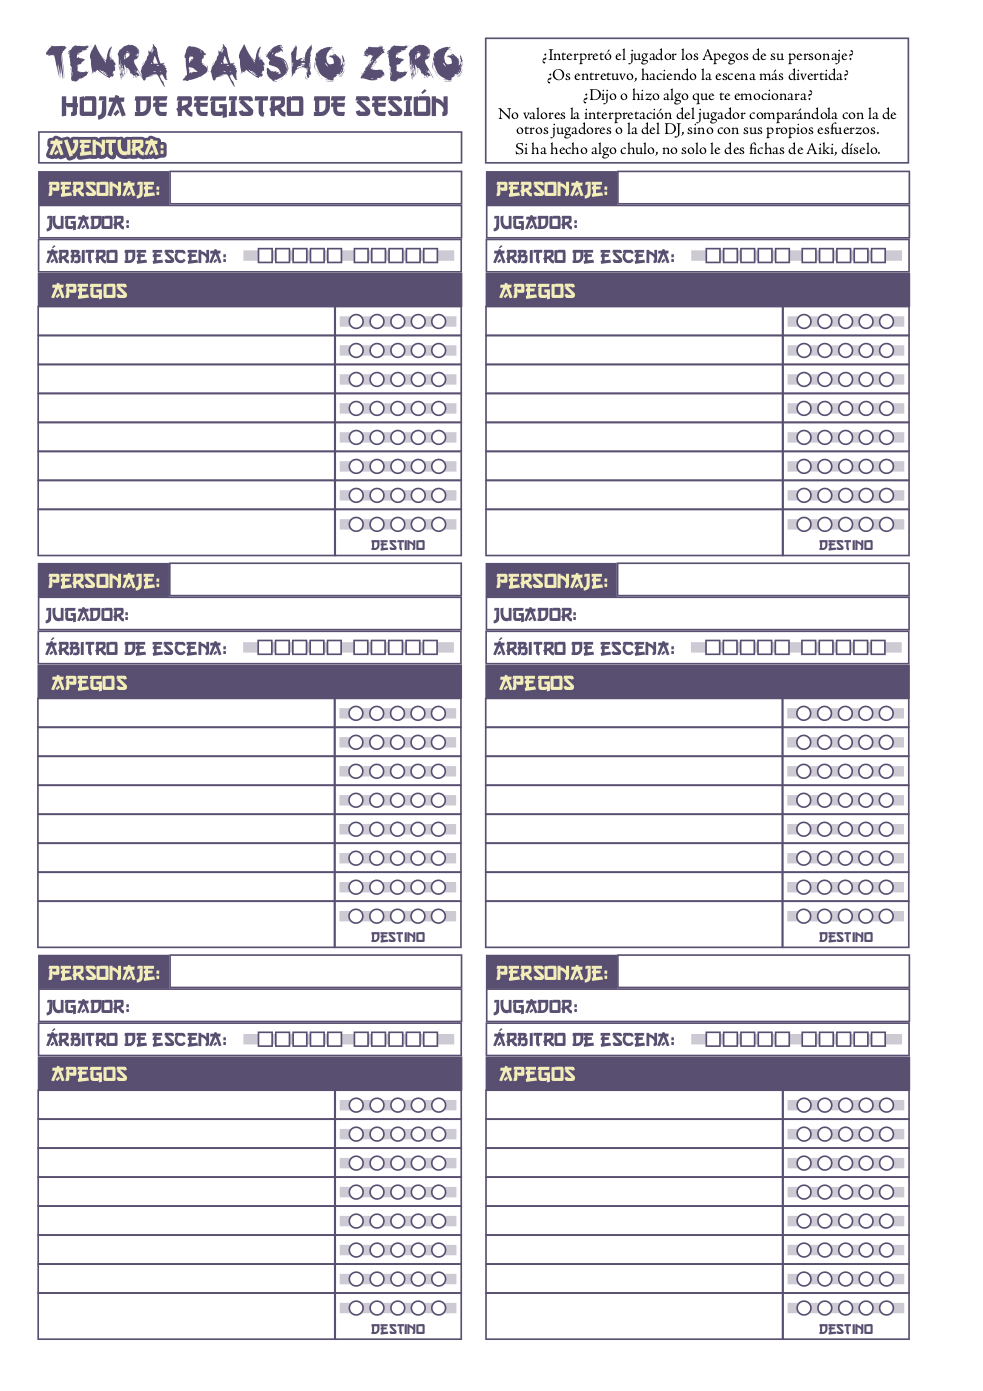 TENRA BANSHO ZERO
HOJA DE REGISTRO DE SESIÓN
AVENTURA:
¿Interpretó el jugador los Apegos de su personaje?
¿Os entretuvo, haciendo la escena más divertida?
¿Dijo o hizo algo que te emocionara?
No valores la interpretación del jugador comparándola con la de
otros jugadores o la del DJ, sino con sus propios esfuerzos.
Si ha hecho algo chulo, no solo le des fichas de Aiki, díselo.
PERSONAJE:
JUGADOR:
ÁRBITRO DE ESCENA:
APEGOS
DESTINO
PERSONAJE:
JUGADOR:
ÁRBITRO DE ESCENA:
APEGOS
DESTINO
PERSONAJE:
JUGADOR:
ÁRBITRO DE ESCENA:
APEGOS
DESTINO
PERSONAJE:
JUGADOR:
ÁRBITRO DE ESCENA:
APEGOS
DESTINO
PERSONAJE:
JUGADOR:
ÁRBITRO DE ESCENA:
APEGOS
DESTINO
PERSONAJE:
JUGADOR:
ÁRBITRO DE ESCENA:
APEGOS
DESTINO